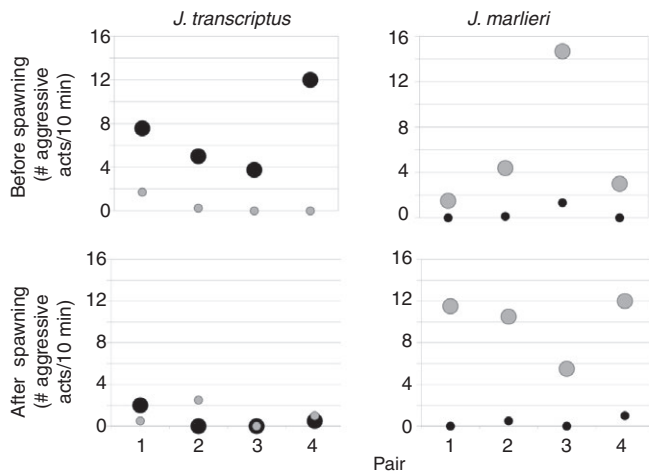 J. transcriptus
J. marlieri
Before spawning
(# aggressive
acts/10 min)
16
12
8
4
0
16
12
8
4
0
After spawning
(# aggressive
acts/10 min)
16
12
8
4
0
16
12
8
4
0
1 2 3 4
1 2 3 4
Pair